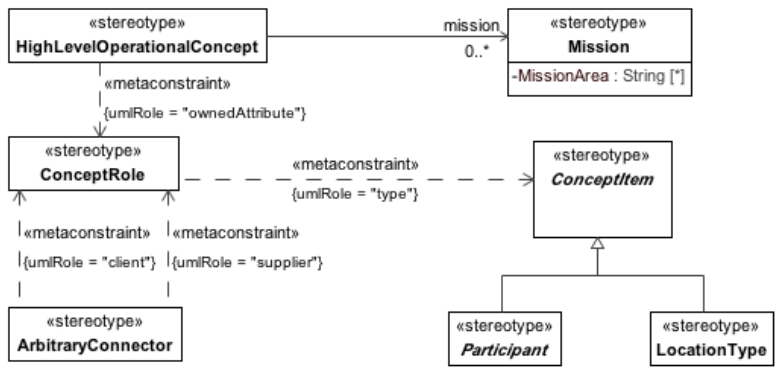 «stereotype»
HighLevelOperationalConcept
mission
0..*
«stereotype»
Mission
-MissionArea : String [*]
«metaconstraint»
{umlRole = "ownedAttribute"}
«stereotype»
ConceptRole
«metaconstraint»
{umlRole = "type"}
«stereotype»
ConceptItem
«metaconstraint»
{umlRole = "client"}
«metaconstraint»
{umlRole = "supplier"}
«stereotype»
ArbitraryConnector
«stereotype»
Participant
«stereotype»
LocationType